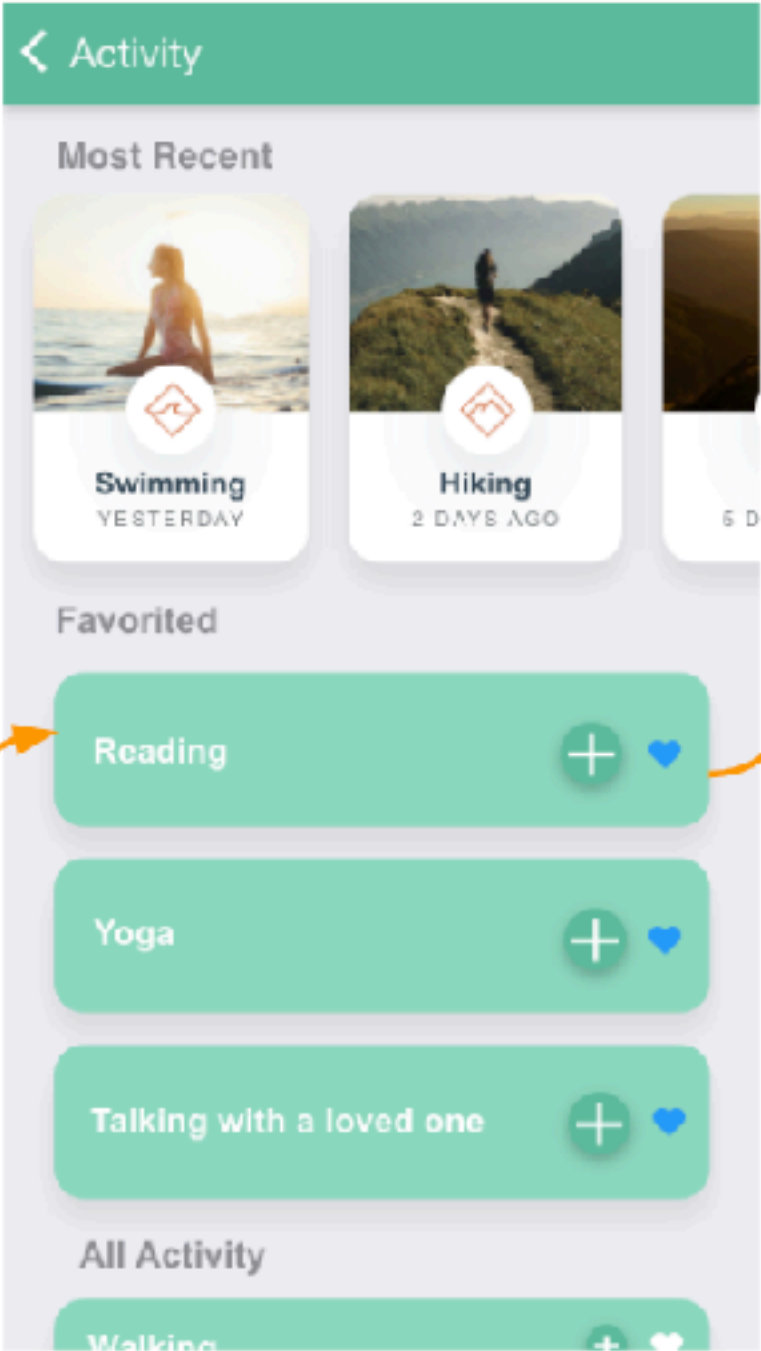 Activity
Most Recent
Swimming
YESTERDAY
Hiking
2 DAYS AGO
Favorited
Reading
Yoga
Talking with a loved one
All Activity
Walking